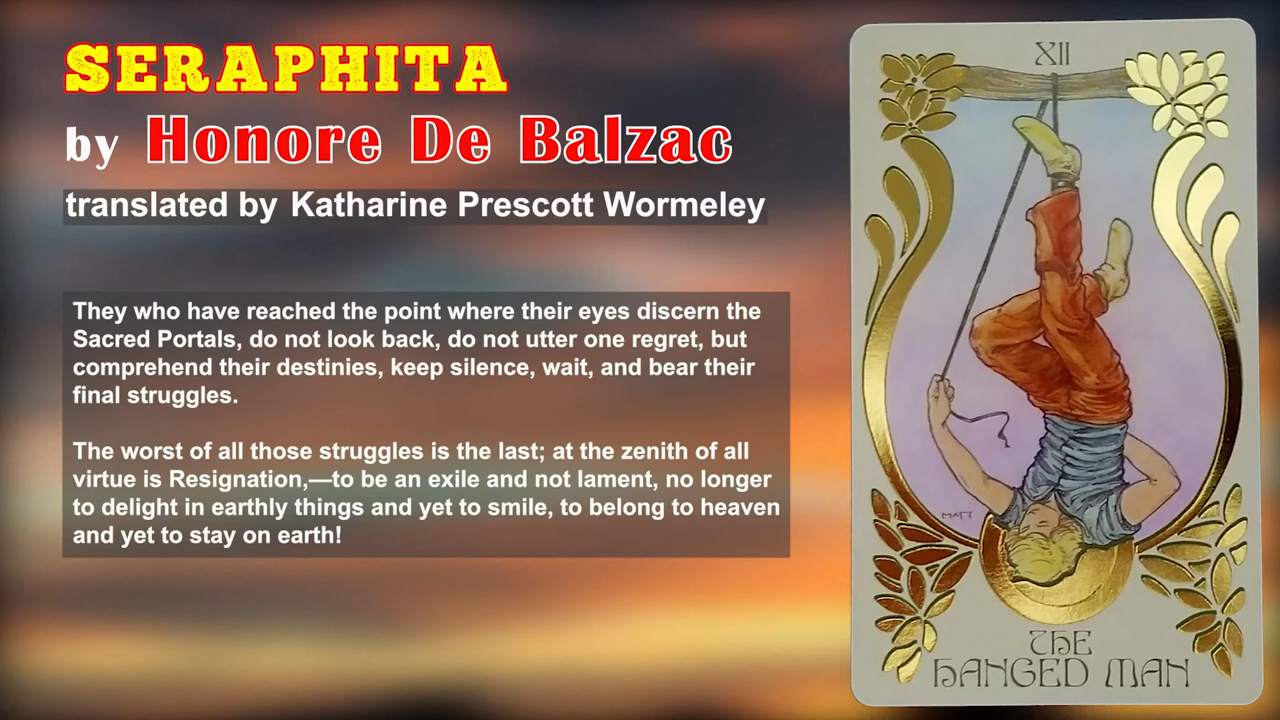 SERAPHITA
by Honore De Balzac
translated by Katharine Prescott Wormeley
They who have reached the point where their eyes discern the
Sacred Portals, do not look back, do not utter one regret, but
comprehend their destinies, keep silence, wait, and bear their
final struggles.
The worst of all those struggles is the last; at the zenith of all
virtue is Resignation,—to be an exile and not lament, no longer
to delight in earthly things and yet to smile, to belong to heaven
and yet to stay on earth!
XII
MATT
THE
HANGED MAN